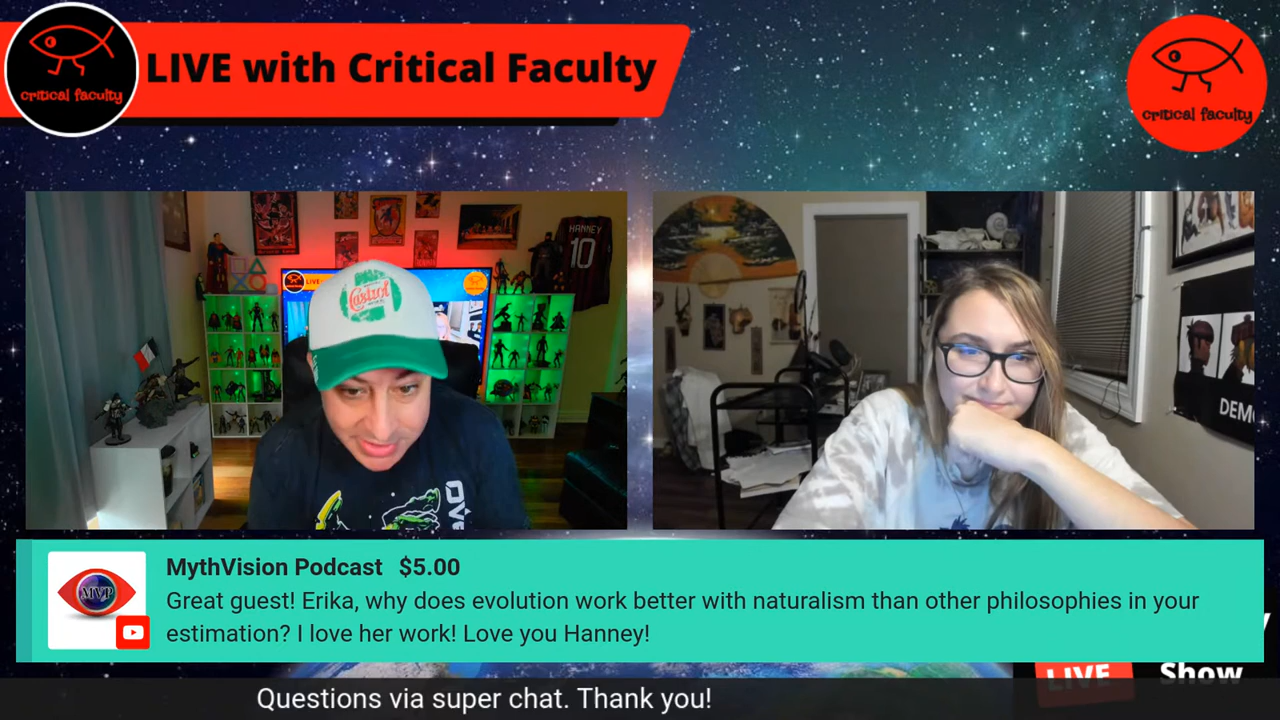 critical faculty
LIVE with Critical Faculty
critical faculty
HANNEY
10
Castrol
LIVE
DEMO
MVP
MythVision Podcast $5.00
Great guest! Erika, why does evolution work better with naturalism than other philosophies in your
estimation? I love her work! Love you Hanney!
LIVE Show
Questions via super chat. Thank you!